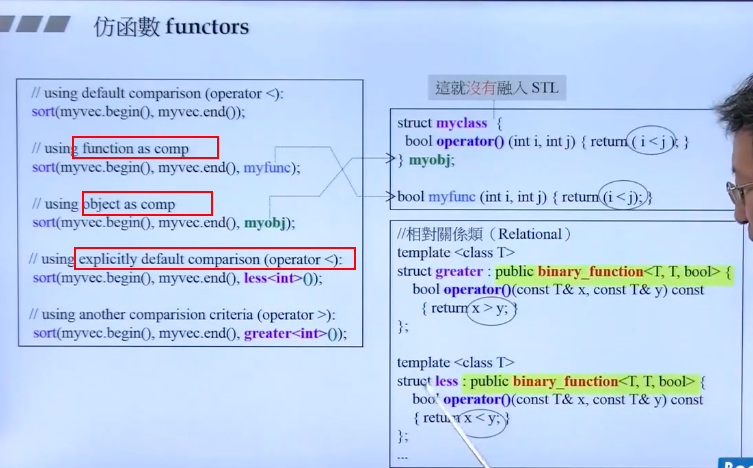 仿函數 functors
// using default comparison (operator <):
sort(myvec.begin(), myvec.end());
// using function as comp
sort(myvec.begin(), myvec.end(), myfunc);
// using object as comp
sort(myvec.begin(), myvec.end(), myobj);
// using explicitly default comparison (operator <):
sort(myvec.begin(), myvec.end(), less<int>());
// using another comparision criteria (operator >):
sort(myvec.begin(), myvec.end(), greater<int>());
這就沒有融入 STL
struct myclass {
bool operator() (int i, int j) { return ( i < j ); }
} myobj;
bool myfunc (int i, int j) { return (i < j); }
//相對關係類（Relational）
template <class T>
struct greater : public binary_function<T, T, bool> {
bool operator()(const T& x, const T& y) const
{ return x > y; }
};
template <class T>
struct less : public binary_function<T, T, bool> {
bool operator()(const T& x, const T& y) const
{ return x < y; }
};
...